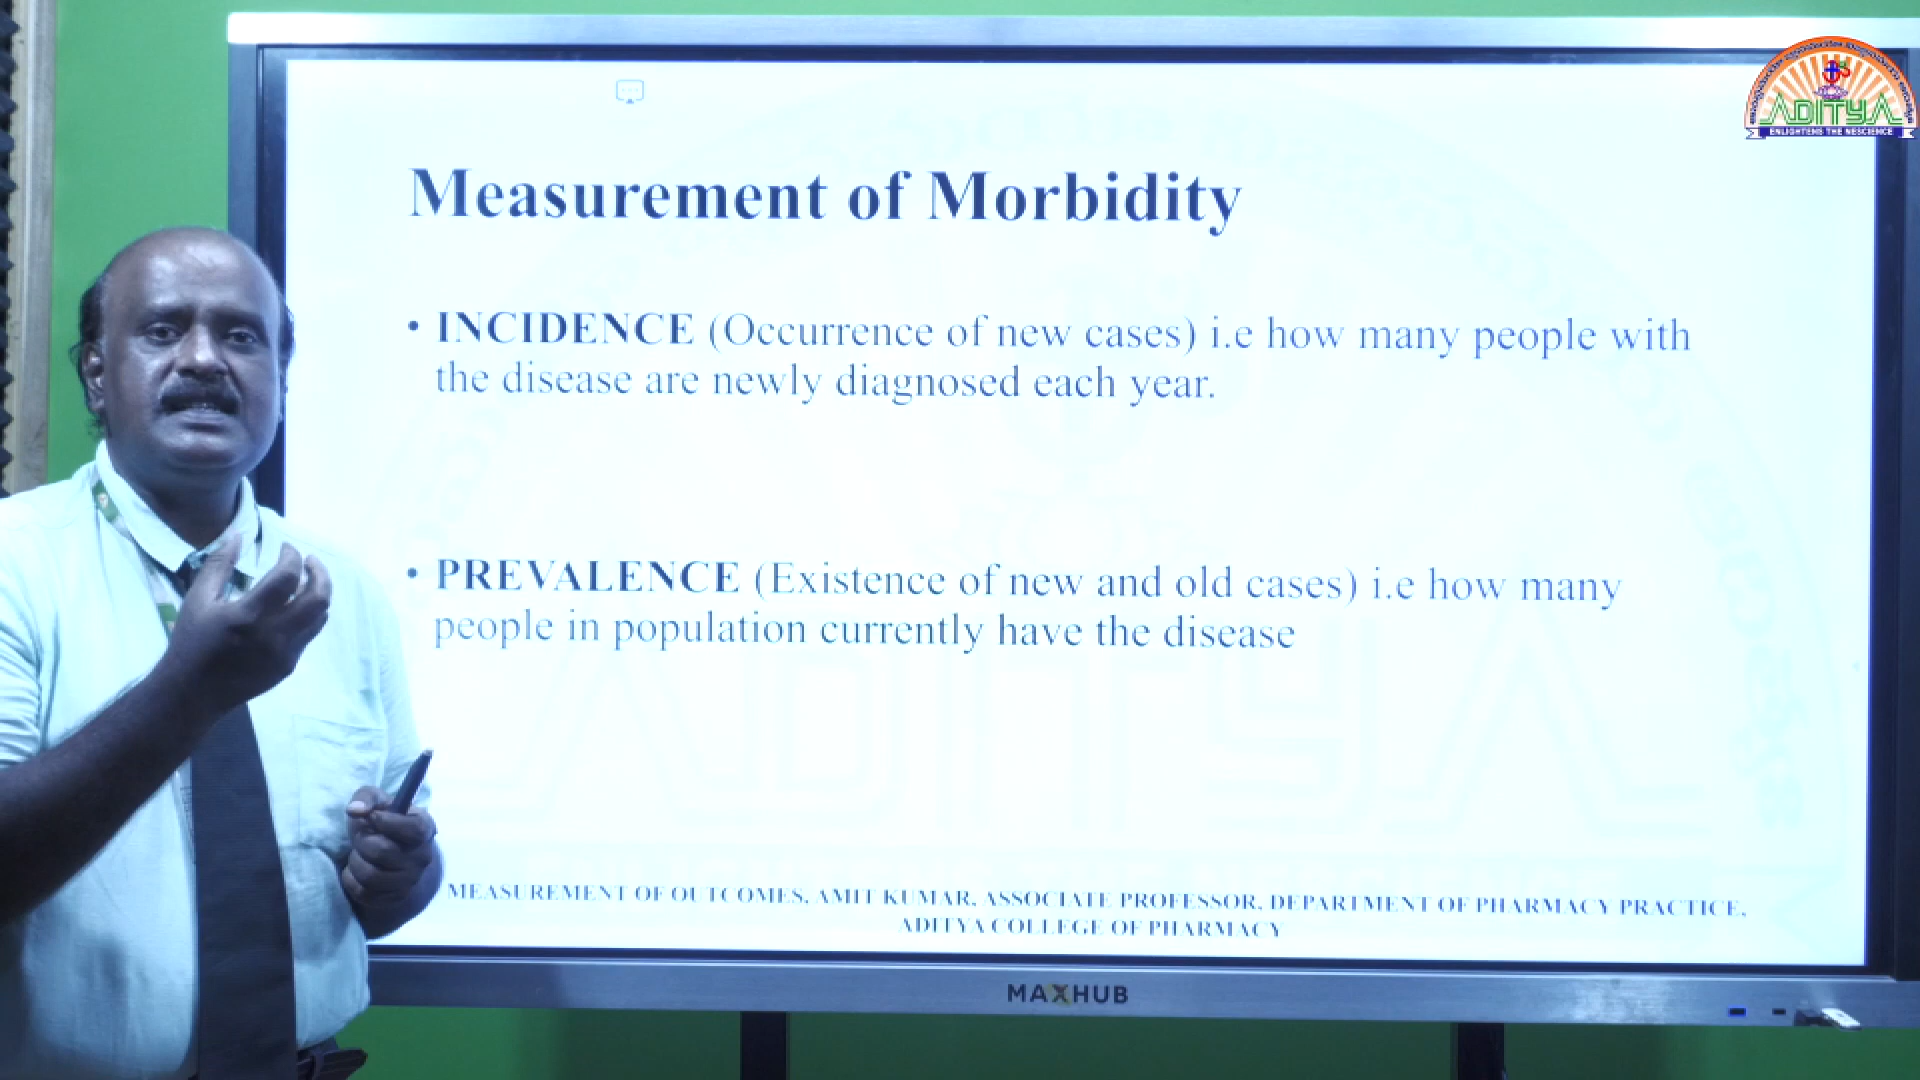 ADITYA
ENLIGHTENS THE NESCIENCE
Measurement of Morbidity
• INCIDENCE (Occurrence of new cases) i.e how many people with
the disease are newly diagnosed each year.
• PREVALENCE (Existence of new and old cases) i.e how many
people in population currently have the disease
MEASUREMENT OF OUTCOMES, AMIT KUMAR, ASSOCIATE PROFESSOR, DEPARTMENT OF PHARMACY PRACTICE,
ADITYA COLLEGE OF PHARMACY
MAXHUB